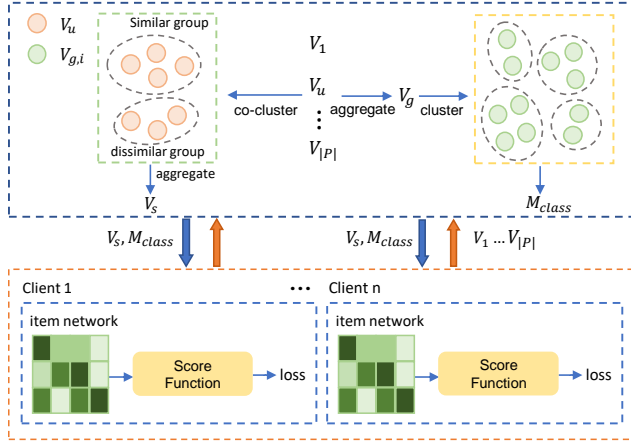 Similar group
V_u
V_{g,i}
V_1
V_u
V_g
co-cluster
aggregate
cluster
⋮
V_{|P|}
dissimilar group
aggregate
V_s
M_{class}
V_s, M_{class}
V_s, M_{class}
V_1 … V_{|P|}
Client 1
•••
Client n
item network
item network
Score
Function
loss
Score
Function
loss